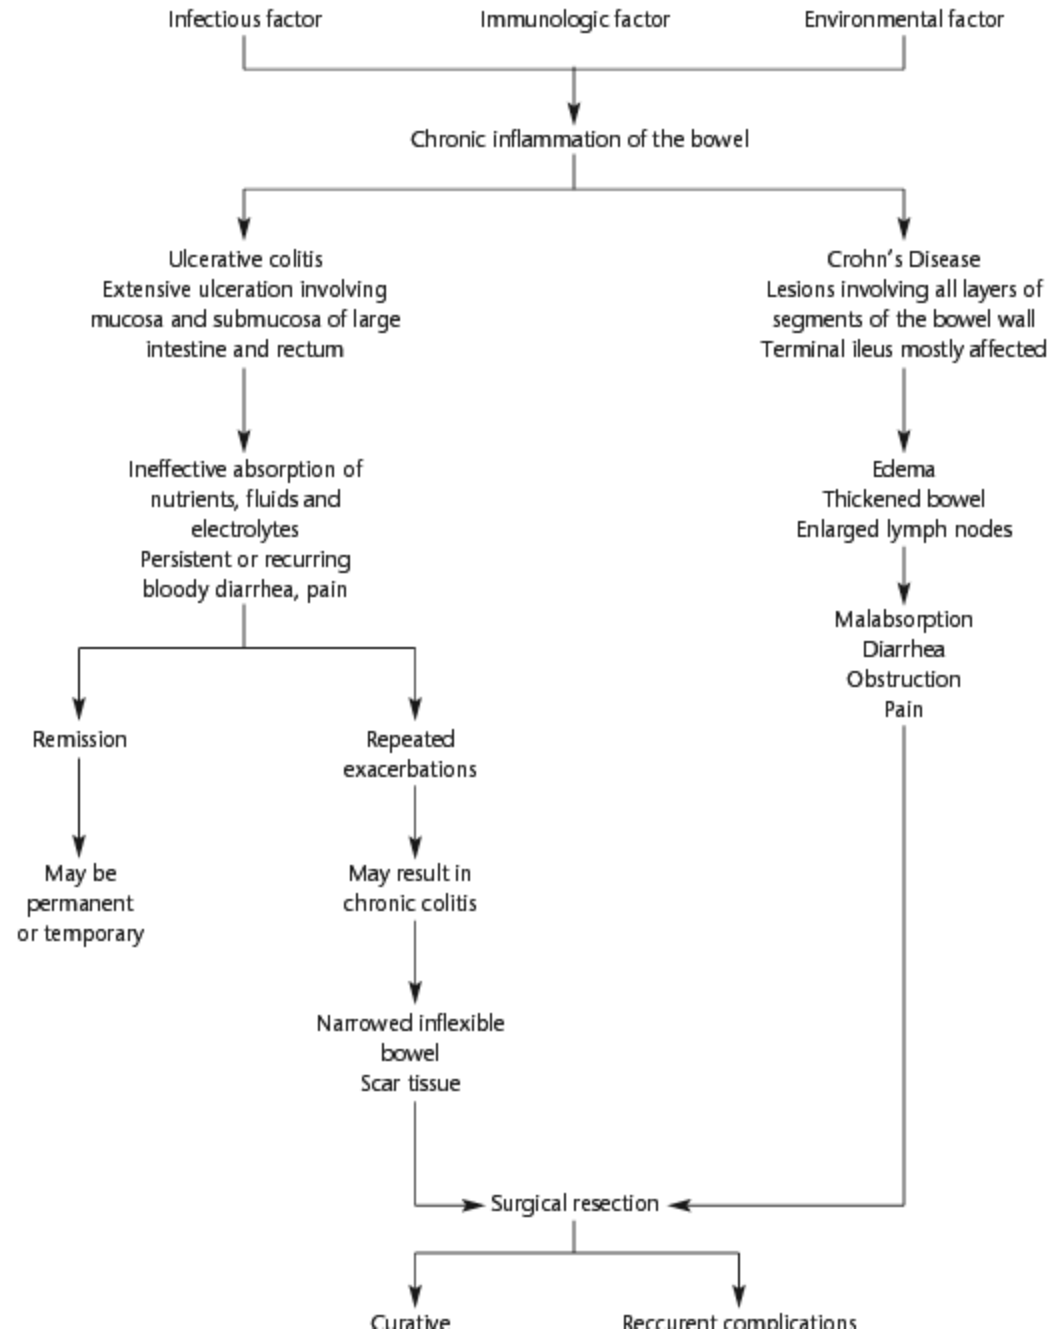 Infectious factor
Immunologic factor
Environmental factor
Chronic inflammation of the bowel
Ulcerative colitis
Extensive ulceration involving
mucosa and submucosa of large
intestine and rectum
Crohn's Disease
Lesions involving all layers of
segments of the bowel wall
Terminal ileus mostly affected
Ineffective absorption of
nutrients, fluids and
electrolytes
Persistent or recurring
bloody diarrhea, pain
Edema
Thickened bowel
Enlarged lymph nodes
Malabsorption
Diarrhea
Obstruction
Pain
Remission
Repeated
exacerbations
May be
permanent
or temporary
May result in
chronic colitis
Narrowed inflexible
bowel
Scar tissue
Surgical resection
Curative
Reccurent complications